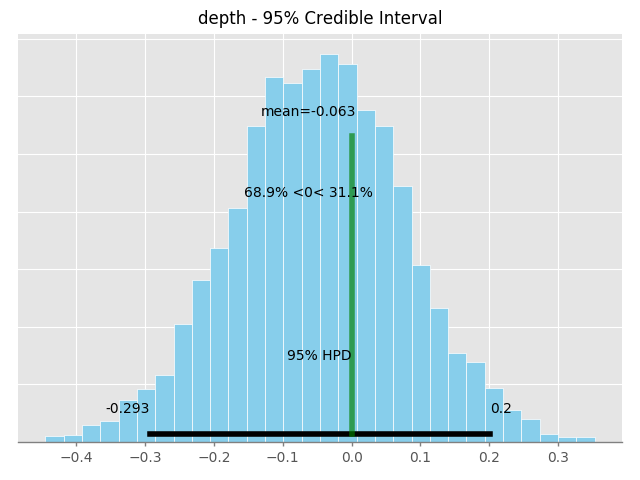 depth - 95% Credible Interval
mean=-0.063
68.9% <0< 31.1%
95% HPD
-0.293
0.2
−0.4
−0.3
−0.2
−0.1
0.0
0.1
0.2
0.3